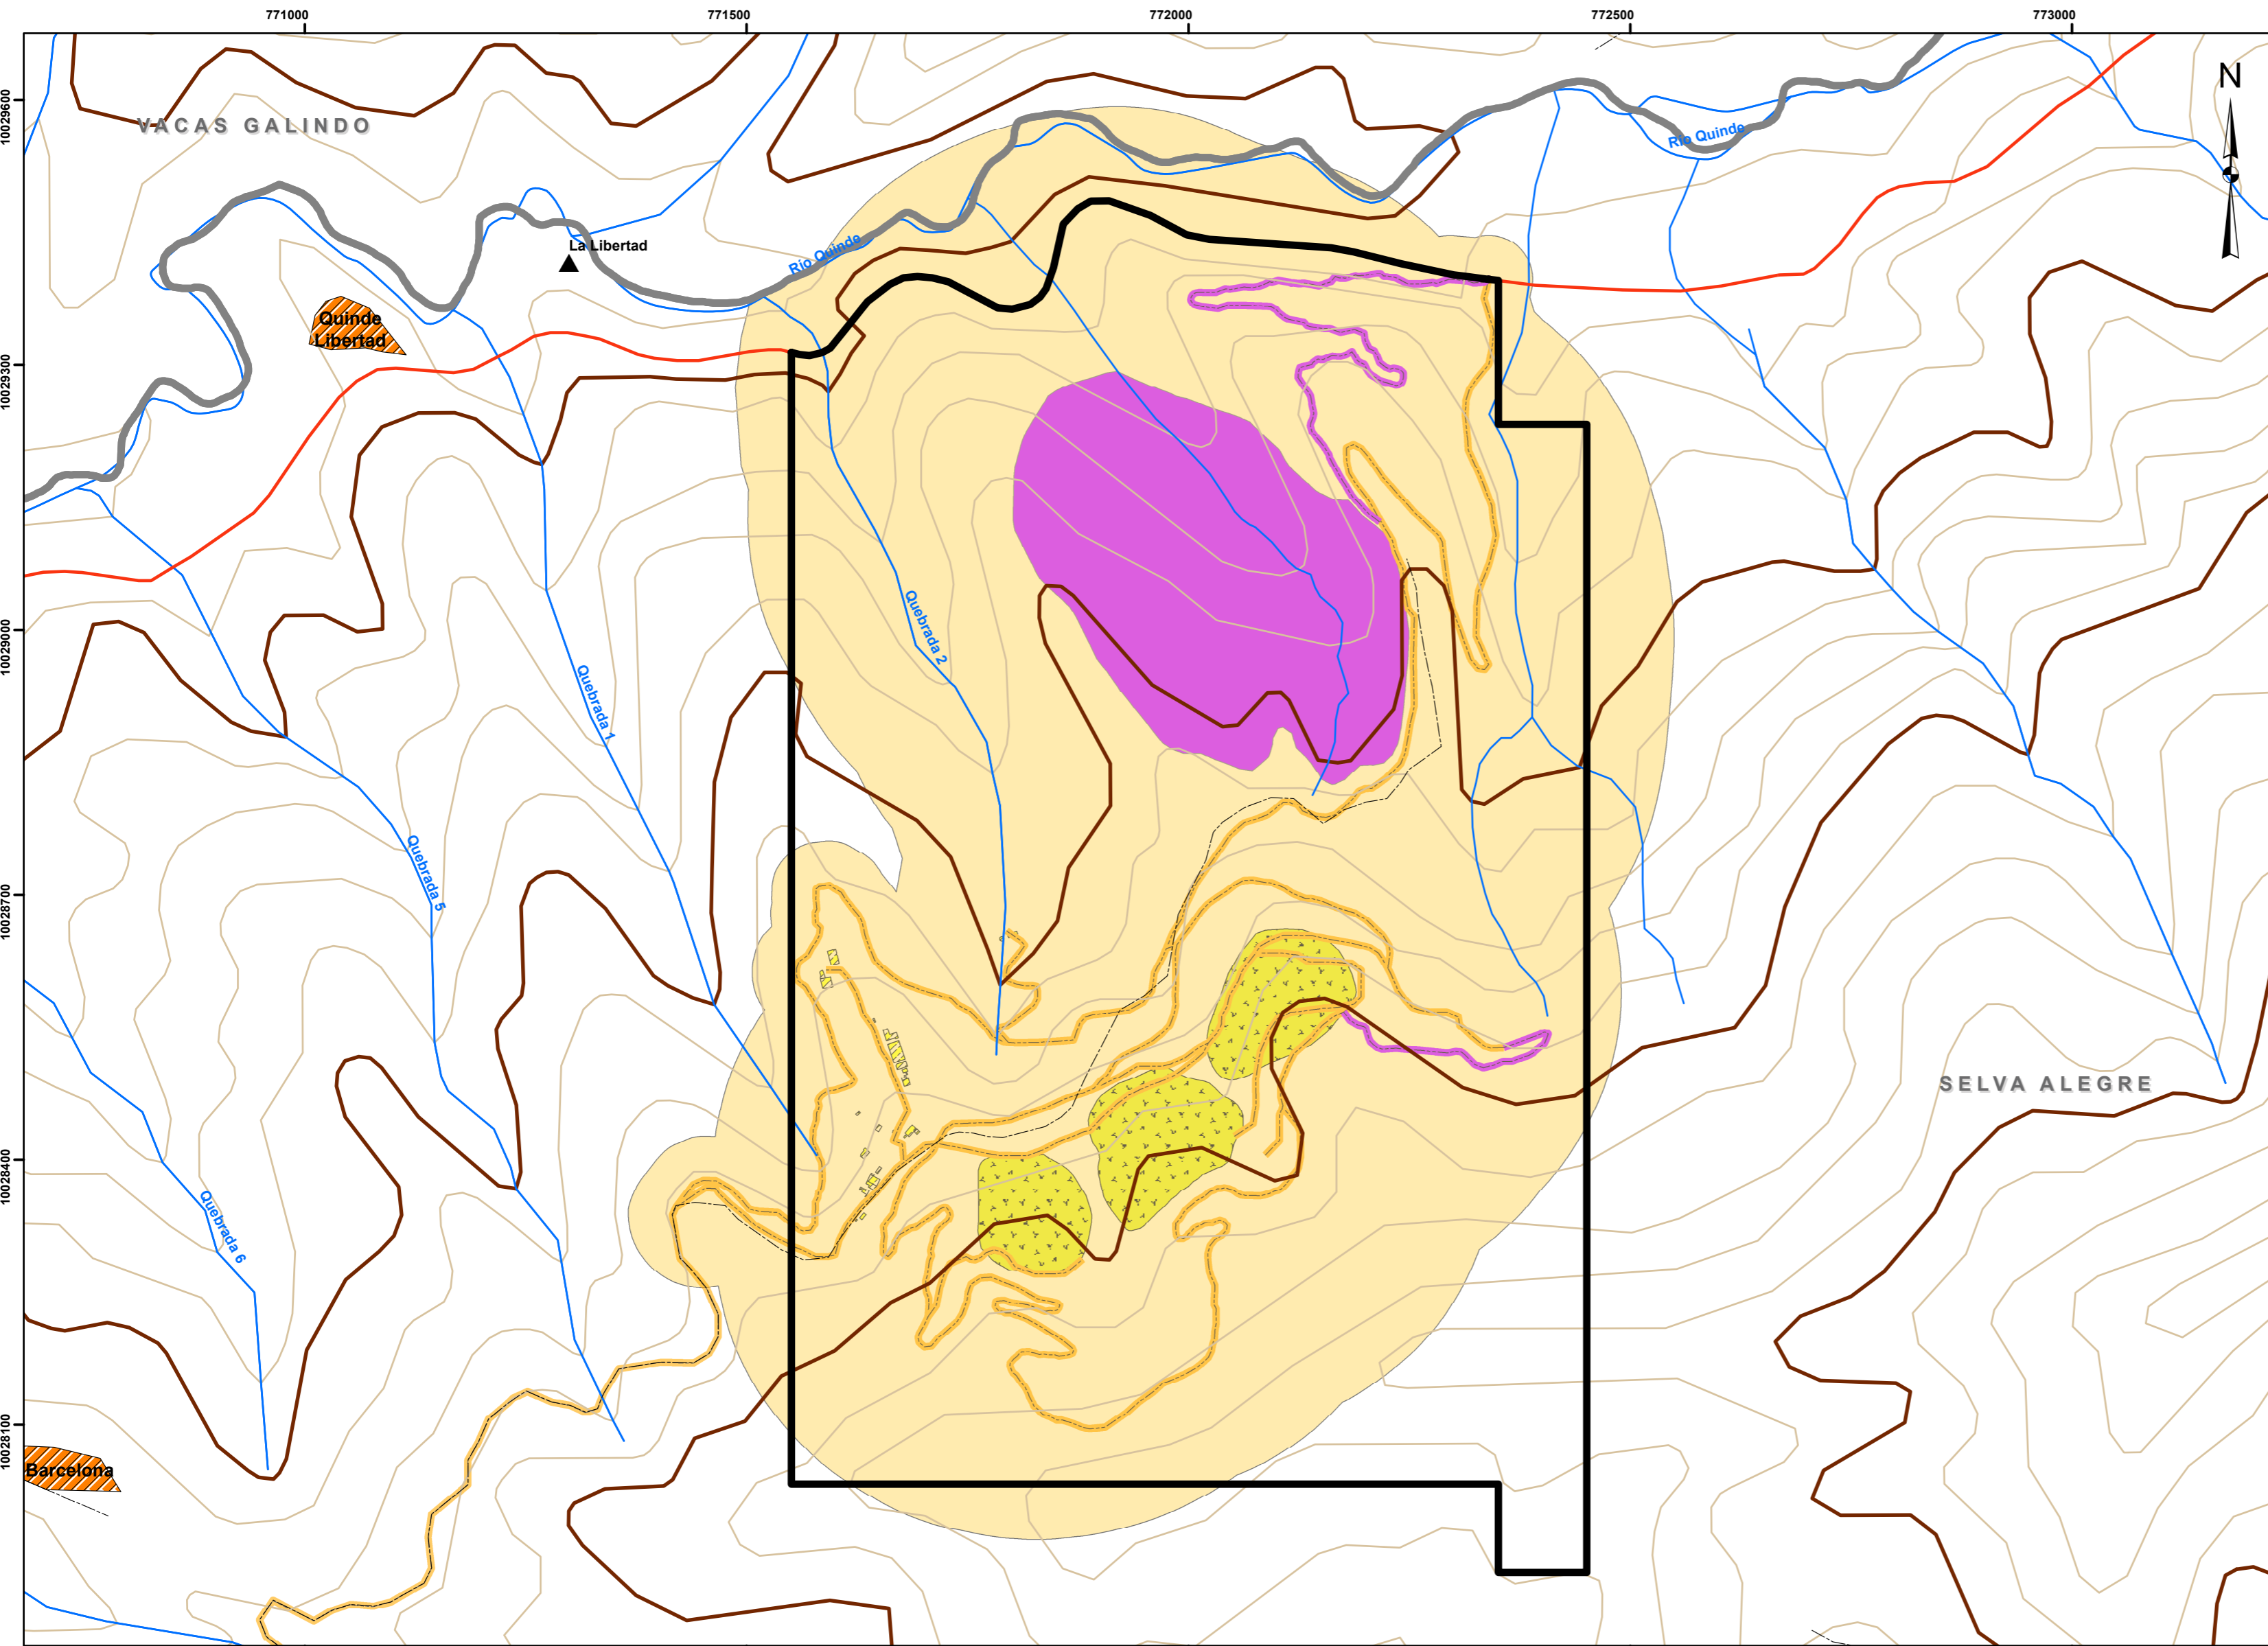 771000
771500
772000
772500
773000
N
10029600
VACAS GALINDO
Río Quinde
La Libertad
Río Quinde
Quinde
Libertad
10029300
10029000
Quebrada 2
Quebrada 1
10028700
Quebrada 5
SELVA ALEGRE
10028400
Quebrada 6
10028100
Barcelona